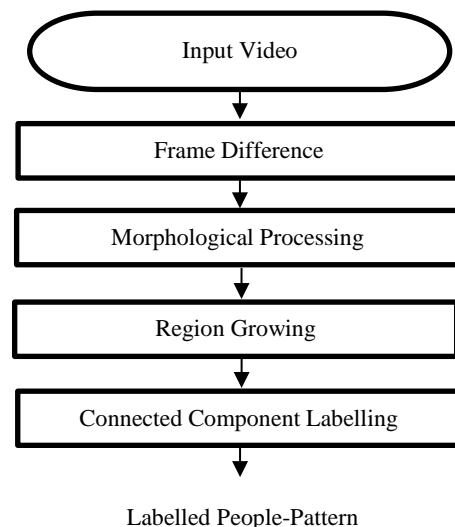 Input Video
Frame Difference
Morphological Processing
Region Growing
Connected Component Labelling
Labelled People-Pattern